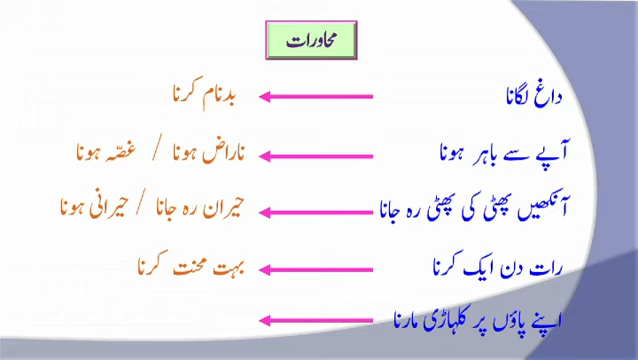 محاورات
داغ لگانا بدنام کرنا
آپے سے باہر ہونا ناراض ہونا / غصّہ ہونا
آنکھیں پھٹی کی پھٹی رہ جانا حیران رہ جانا / حیرانی ہونا
رات دن ایک کرنا بہت محنت کرنا
اپنے پاؤں پر کلہاڑی مارنا